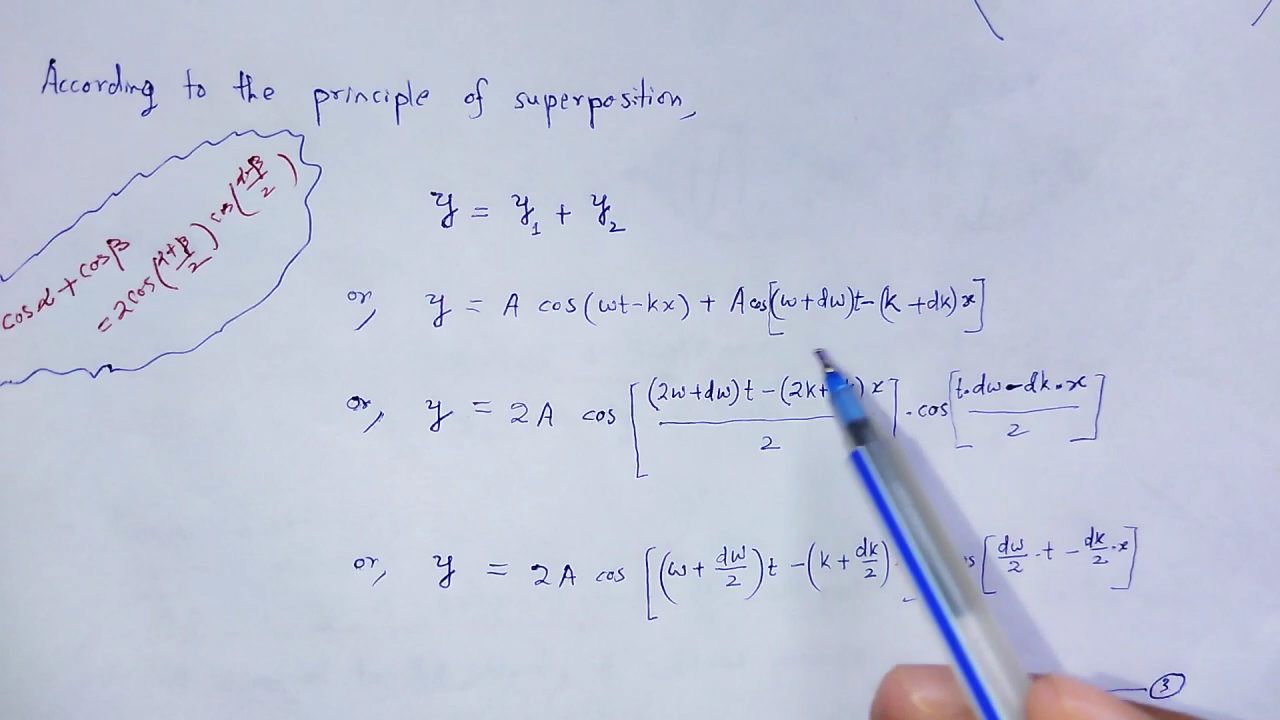 According to the principle of superposition,
cosα + cosβ
= 2cos(α+β/2) cos(α-β/2)
y = y₁ + y₂
or, y = A cos(ωt-kx) + A cos[(ω+dω)t-(k+dk)x]
or, y = 2A cos[(2ω+dω)t-(2k+ )x/2].cos[t.dω-dk.x/2]
or, y = 2A cos[(ω+dω/2)t-(k+dk/2) [dω/2.t-dk/2.x]
3